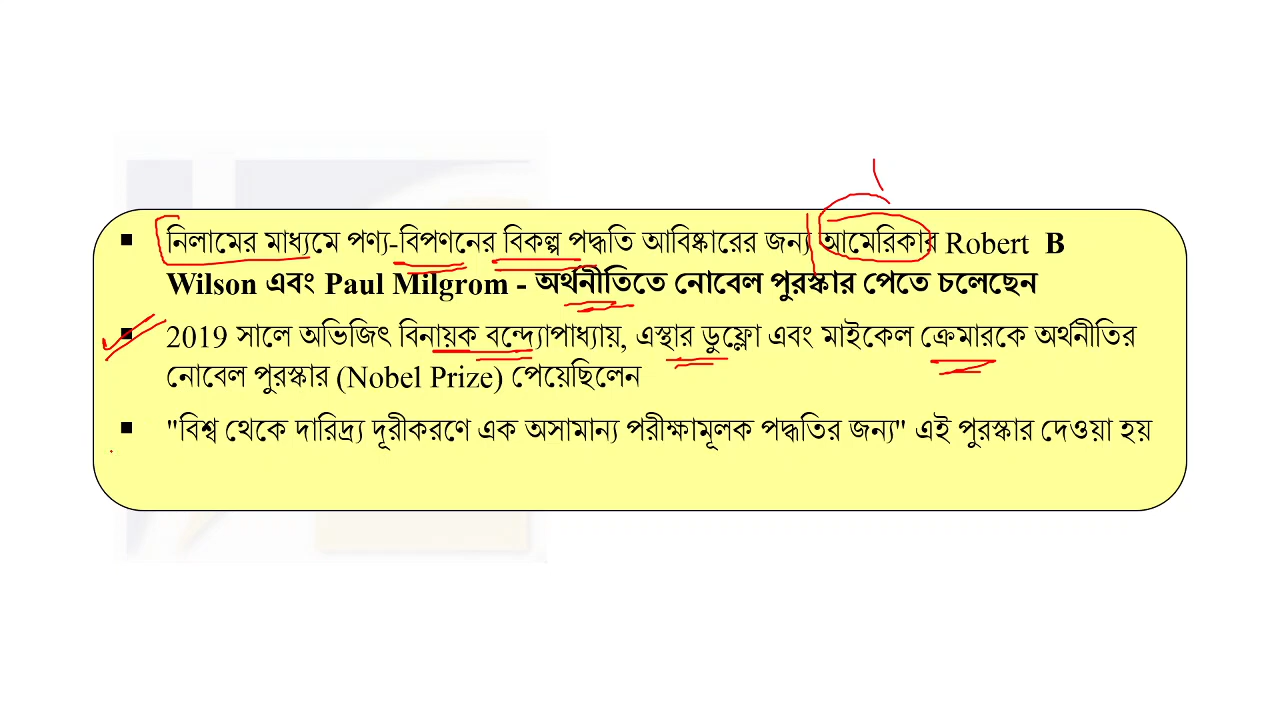 নিলামের মাধ্যমে পণ্য-বিপণনের বিকল্প পদ্ধতি আবিষ্কারের জন্য আমেরিকার Robert B
Wilson এবং Paul Milgrom - অর্থনীতিতে নোবেল পুরস্কার পেতে চলেছেন
2019 সালে অভিজিৎ বিনায়ক বন্দ্যোপাধ্যায়, এস্থার ডুফ্লো এবং মাইকেল ক্রেমারকে অর্থনীতির
নোবেল পুরস্কার (Nobel Prize) পেয়েছিলেন
"বিশ্ব থেকে দারিদ্র্য দূরীকরণে এক অসামান্য পরীক্ষামূলক পদ্ধতির জন্য" এই পুরস্কার দেওয়া হয়